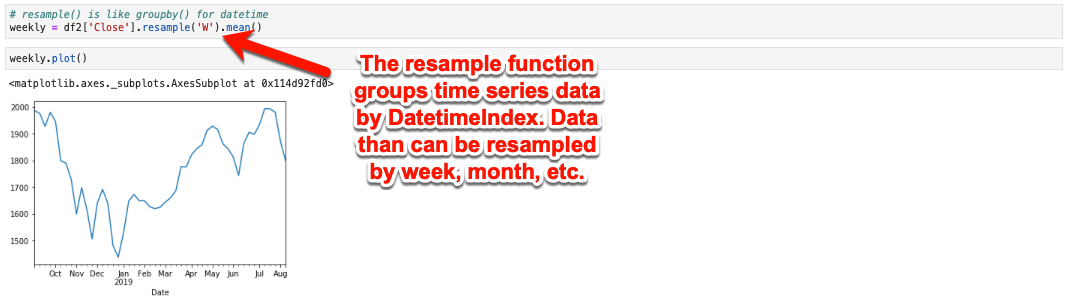 # resample() is like groupby() for datetime
weekly = df2['Close'].resample('W').mean()
weekly.plot()
<matplotlib.axes._subplots.AxesSubplot at 0x114d92fd0>
The resample function
groups time series data
by DatetimeIndex. Data
than can be resampled
by week, month, etc.
2000
1900
1800
1700
1600
1500
Oct Nov Dec Jan Feb Mar Apr May Jun Jul Aug
2019
Date